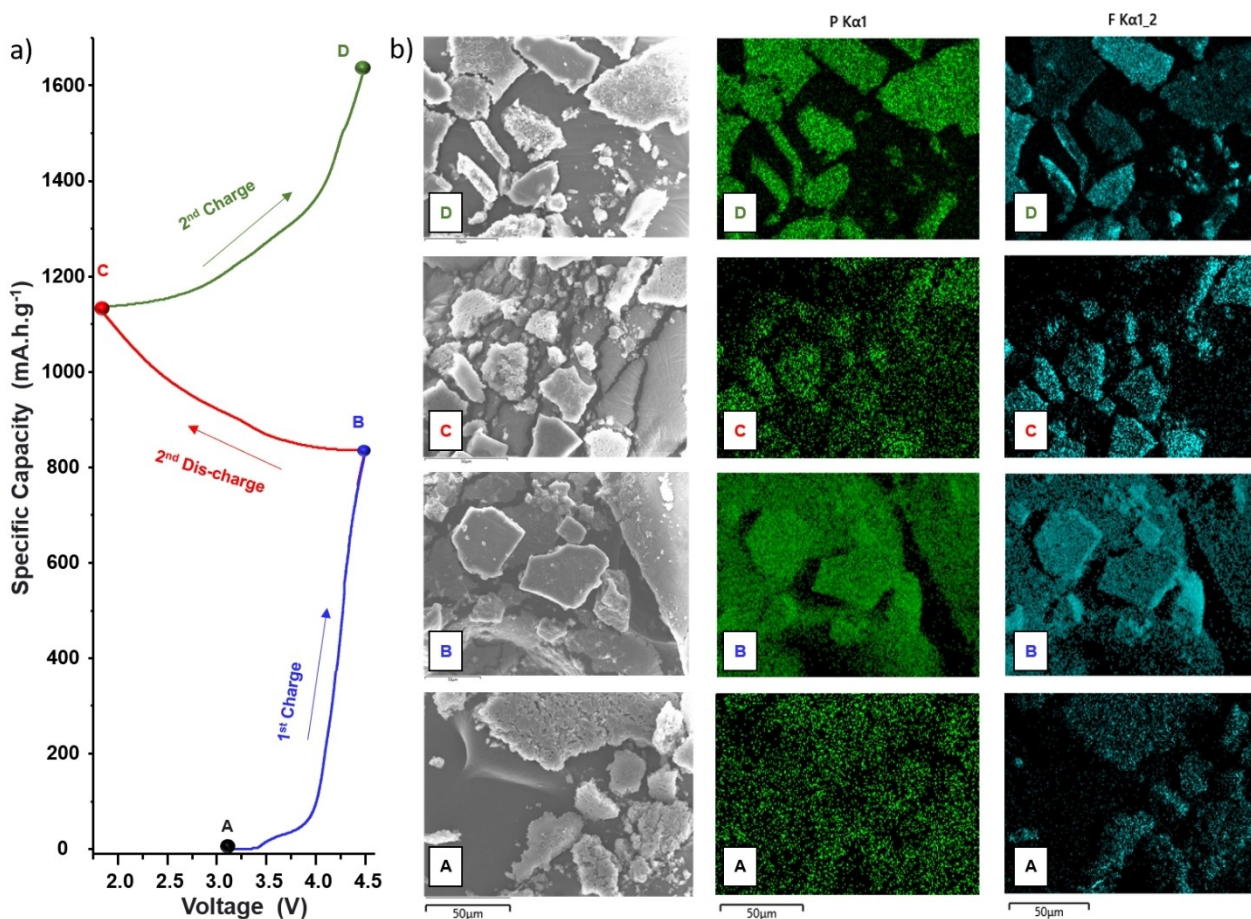 a)
Specific Capacity (mA.h.g-1)
1600
1400
1200
1000
800
600
400
200
0
D
2nd Charge
C
B
2nd Dis-charge
1st Charge
A
2.0
2.5
3.0
3.5
4.0
4.5
Voltage (V)
b)
P Kα1
F Kα1_2
D
D
D
C
C
C
B
B
B
A
A
A
50μm
50μm
50μm